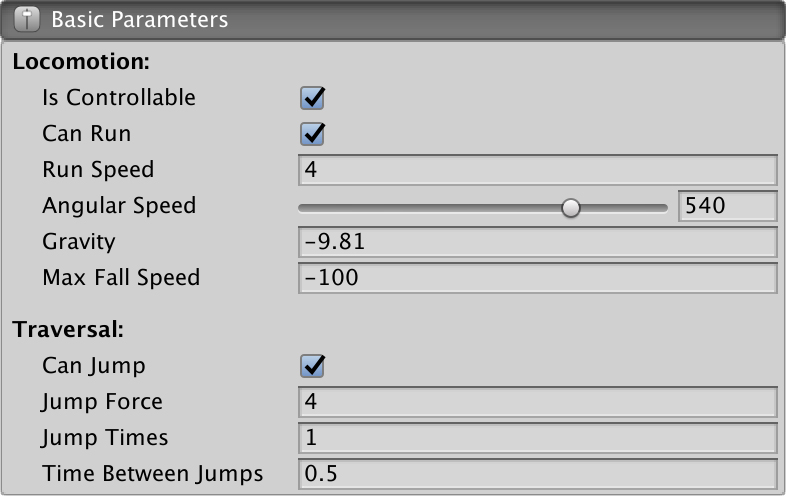 Basic Parameters
Locomotion:
Is Controllable
Can Run
Run Speed 4
Angular Speed 540
Gravity -9.81
Max Fall Speed -100
Traversal:
Can Jump
Jump Force 4
Jump Times 1
Time Between Jumps 0.5